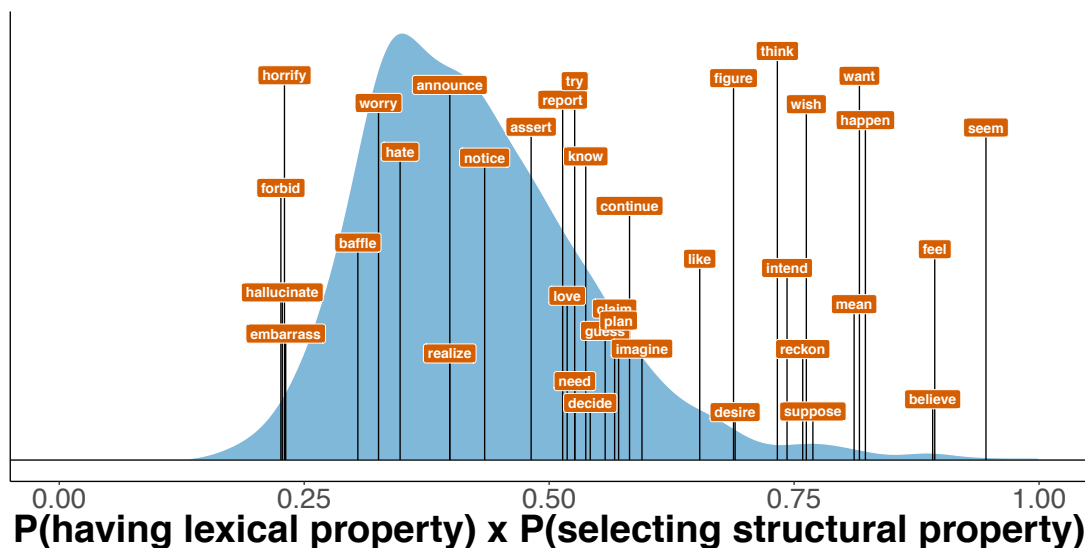 think
horrify
figure
want
try
announce
report
worry
wish
happen
assert
seem
hate
notice
know
forbid
continue
baffle
feel
like
intend
hallucinate
love
mean
claim
plan
embarrass
guess
realize
imagine
reckon
need
decide
believe
desire
suppose
0.00 0.25 0.50 0.75 1.00
P(having lexical property) x P(selecting structural property)